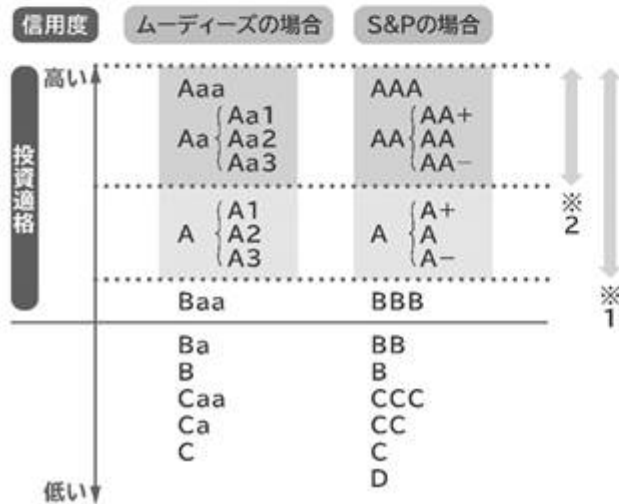 信用度 ムーディーズの場合 S&Pの場合
高い
投資適格
Aaa AAA
Aa Aa1 Aa2 Aa3 AA AA+ AA AA−
A A1 A2 A3 A A+ A A−
※2
※1
Baa BBB
Ba BB
B B
Caa CCC
Ca CC
C C
D
低い